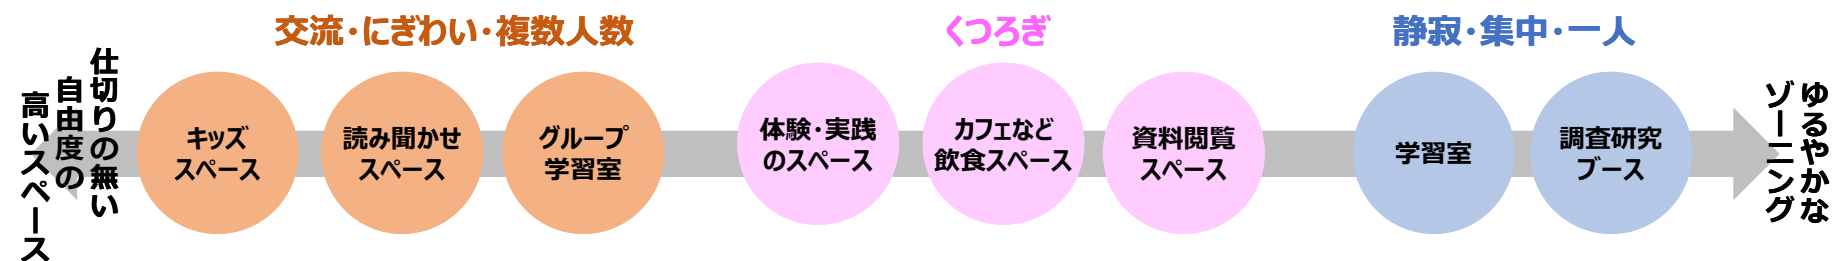 交流・にぎわい・複数人数
くつろぎ
静寂・集中・一人
仕切りの無い
自由度の
高いスペース
キッズ
スペース
読み聞かせ
スペース
グループ
学習室
体験・実践
のスペース
カフェなど
飲食スペース
資料閲覧
スペース
学習室
調査研究
ブース
ゆるやかな
ゾーニング